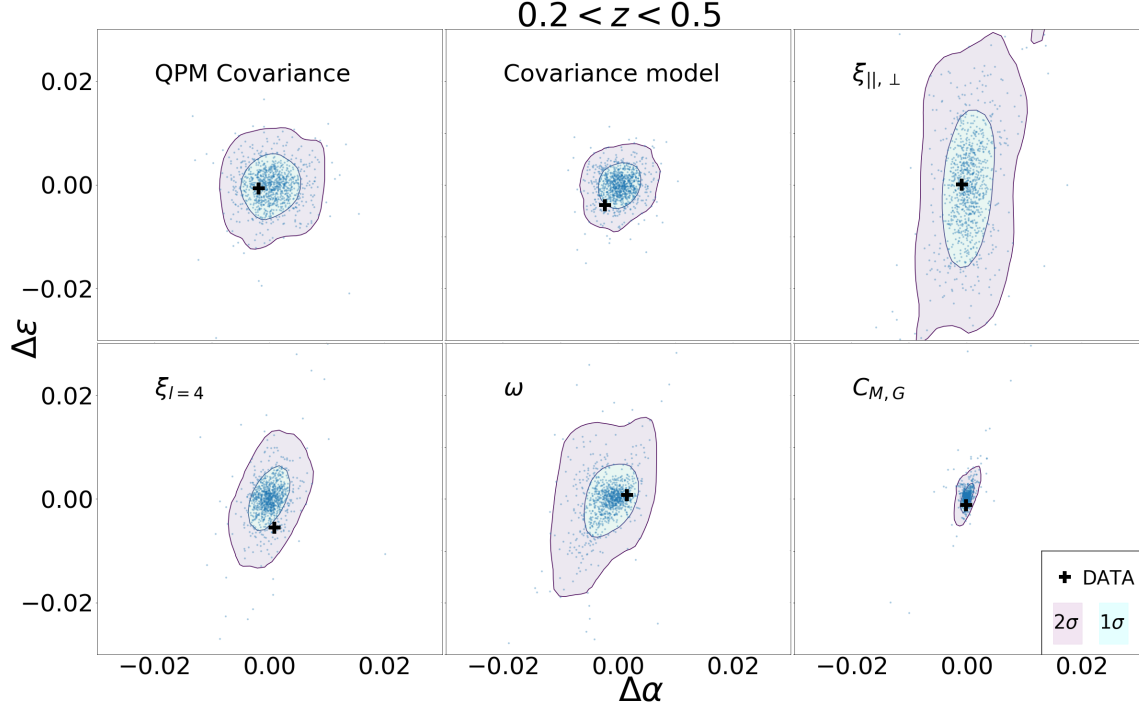 0.2 < z < 0.5
QPM Covariance
Covariance model
ξ||, ⊥
0.02
0.00
−0.02
Δε
ξl = 4
ω
CM, G
0.02
0.00
−0.02
DATA
2σ 1σ
−0.02 0.00 0.02 −0.02 0.00 0.02 −0.02 0.00 0.02
Δα